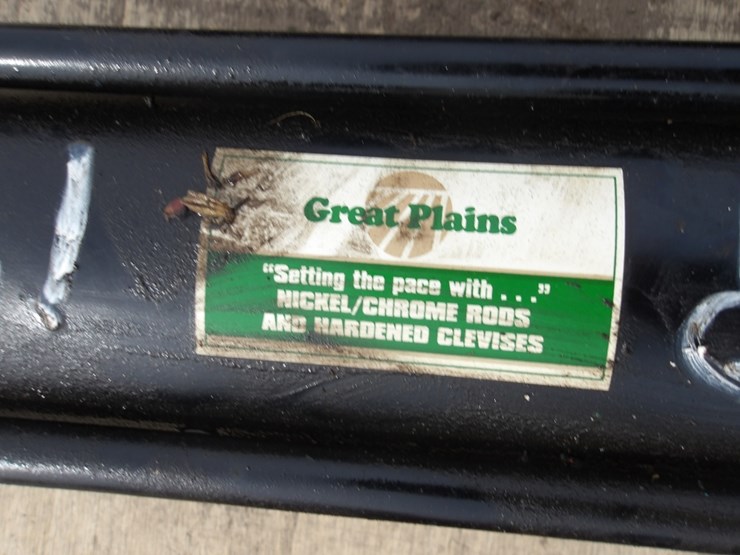 Great Plains
"Setting the pace with . . ."
NICKEL/CHROME RODS
AND HARDENED CLEVISES